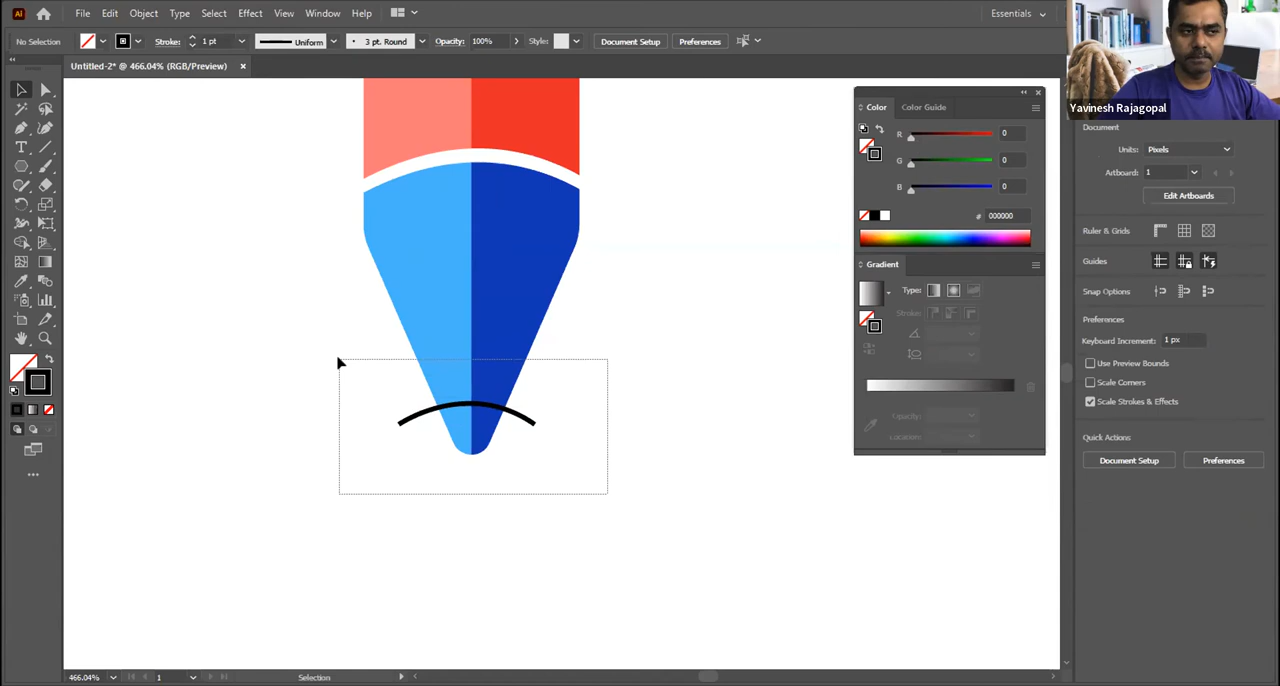 Ai File Edit Object Type Select Effect View Window Help Essentials
No Selection Stroke: 1 pt Uniform 3 pt. Round Opacity: 100% Style: Document Setup Preferences
Untitled-2* @ 466.04% (RGB/Preview)
Yavinesh Rajagopal
Color Color Guide
R 0
G 0
B 0
# 000000
Gradient
Type:
Stroke:
Opacity:
Location:
Document
Units: Pixels
Artboard: 1
Edit Artboards
Ruler & Grids
Guides
Snap Options
Preferences
Keyboard Increment: 1 px
Use Preview Bounds
Scale Corners
Scale Strokes & Effects
Quick Actions
Document Setup Preferences
466.04% 1 Selection